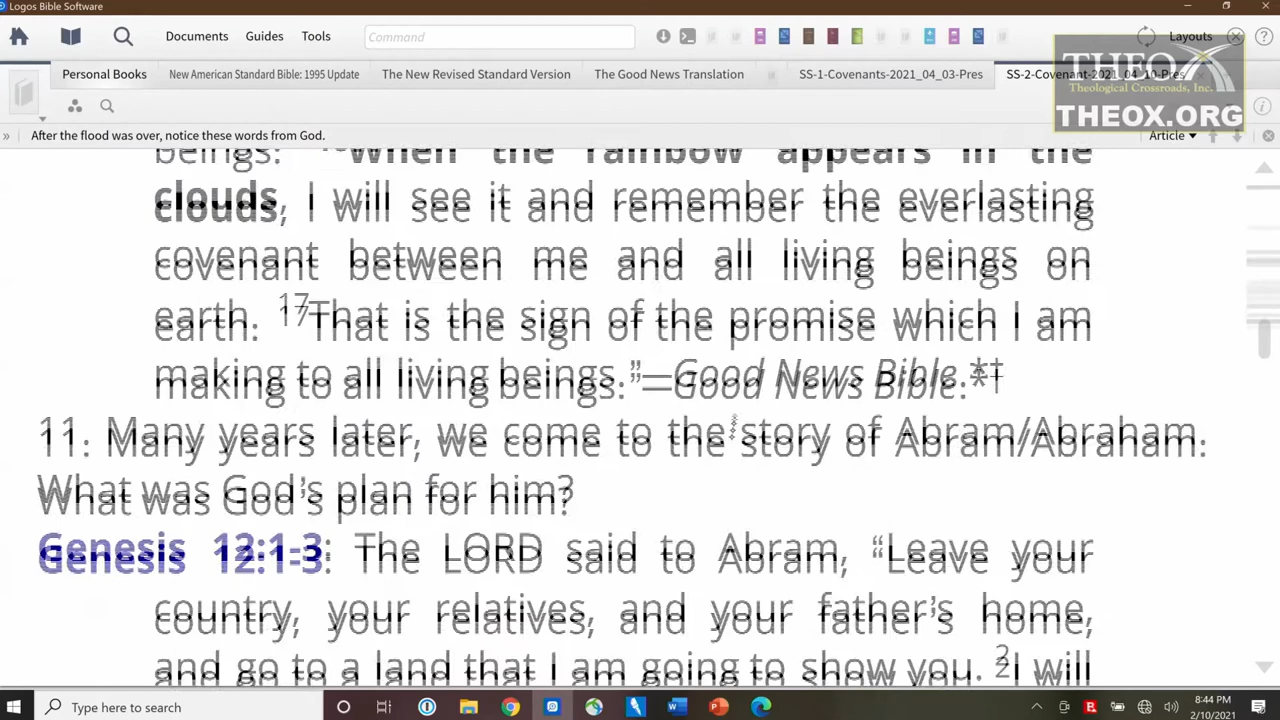 Logos Bible Software
Documents Guides Tools Command Layouts
Personal Books New American Standard Bible: 1995 Update The New Revised Standard Version The Good News Translation SS-1-Covenants-2021_04_03-Pres SS-2-Covenant-2021_04_10-Pres
THEOX
Theological Crossroads, Inc.
THEOX.ORG
» After the flood was over, notice these words from God. Article
beings. When the rainbow appears in the
clouds, I will see it and remember the everlasting
covenant between me and all living beings on
earth. 17That is the sign of the promise which I am
making to all living beings.”—Good News Bible.*†
11. Many years later, we come to the story of Abram/Abraham.
What was God’s plan for him?
Genesis 12:1-3: The LORD said to Abram, “Leave your
country, your relatives, and your father’s home,
and go to a land that I am going to show you. 2I will
Type here to search
8:44 PM
2/10/2021